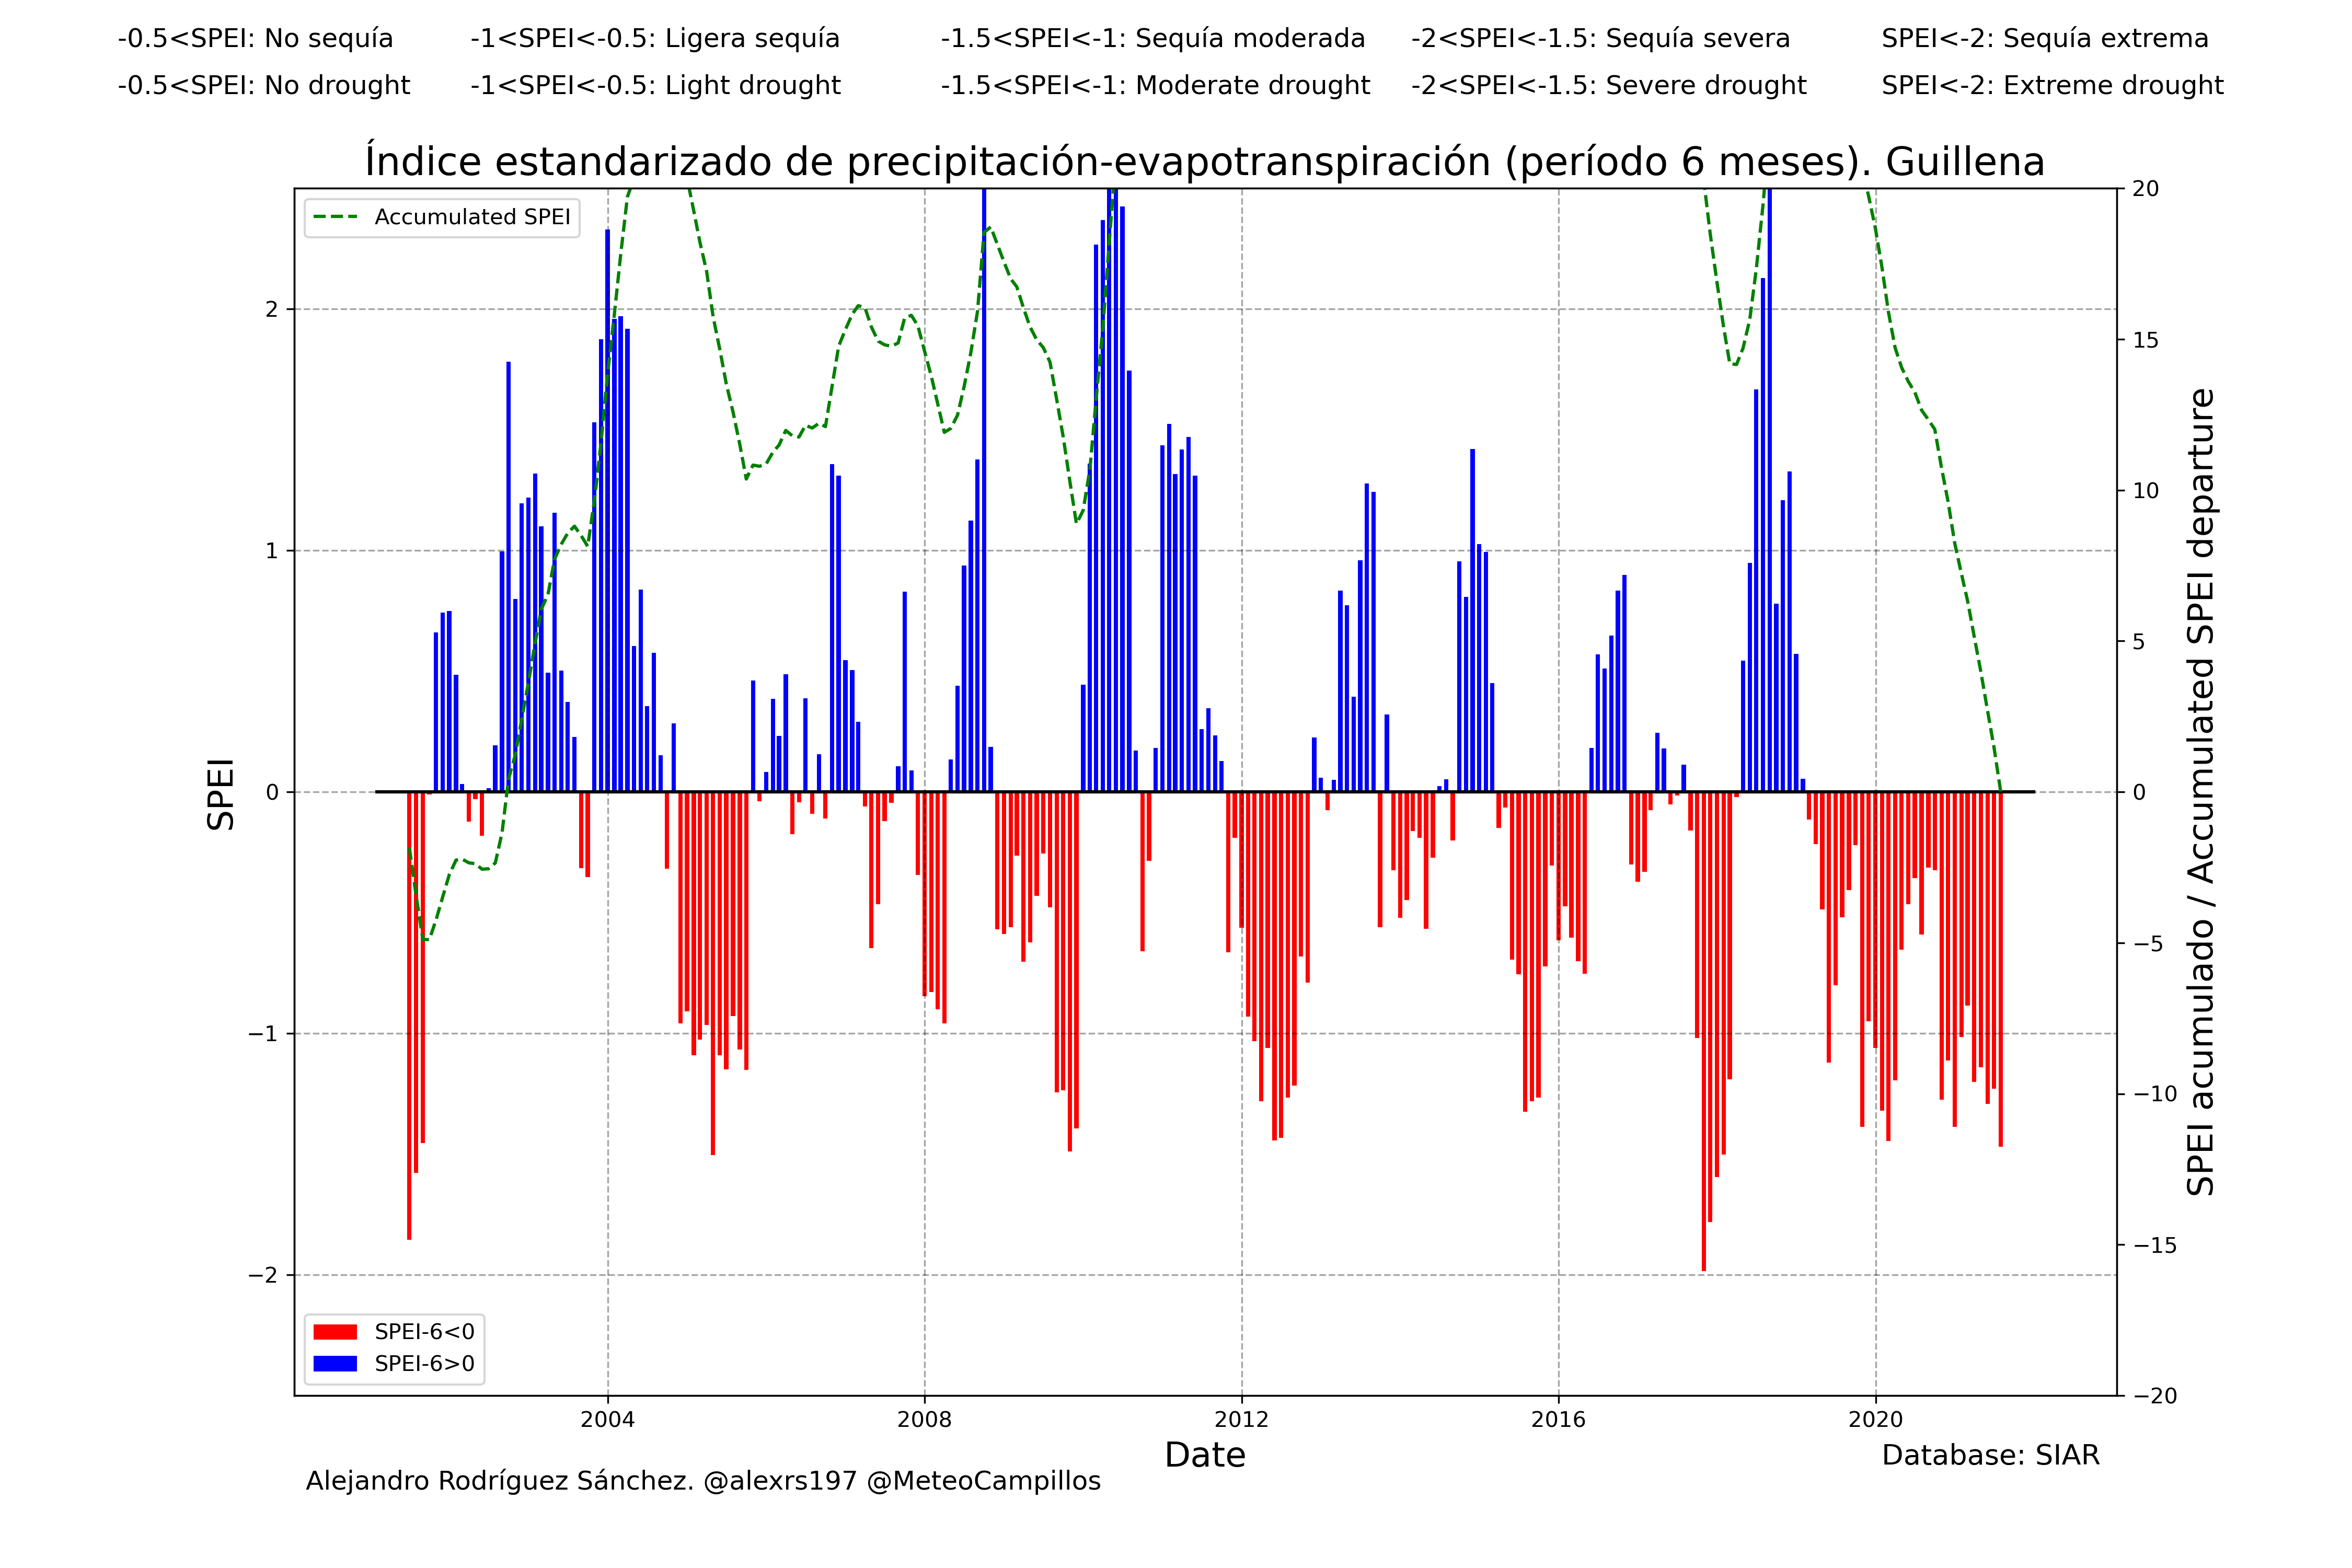 -0.5<SPEI: No sequía
-1<SPEI<-0.5: Ligera sequía
-1.5<SPEI<-1: Sequía moderada
-2<SPEI<-1.5: Sequía severa
SPEI<-2: Sequía extrema
-0.5<SPEI: No drought
-1<SPEI<-0.5: Light drought
-1.5<SPEI<-1: Moderate drought
-2<SPEI<-1.5: Severe drought
SPEI<-2: Extreme drought
Índice estandarizado de precipitación-evapotranspiración (período 6 meses). Guillena
Accumulated SPEI
SPEI
2
1
0
−1
−2
20
15
10
5
0
−5
−10
−15
−20
SPEI acumulado / Accumulated SPEI departure
SPEI-6<0
SPEI-6>0
2004
2008
2012
2016
2020
Date
Database: SIAR
Alejandro Rodríguez Sánchez. @alexrs197 @MeteoCampillos